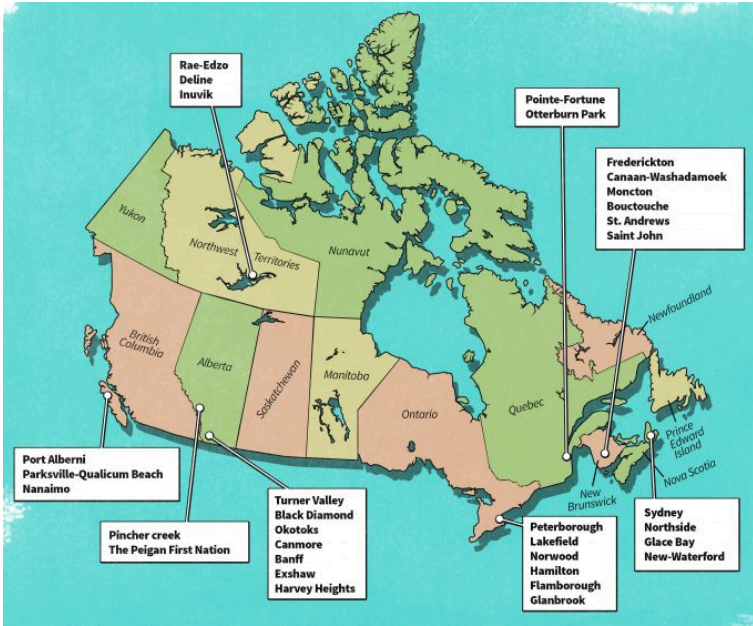 Rae-Edzo
Deline
Inuvik
Pointe-Fortune
Otterburn Park
Frederickton
Canaan-Washadamoek
Moncton
Bouctouche
St. Andrews
Saint John
Yukon
Northwest
Territories
Nunavut
British
Columbia
Alberta
Saskatchewan
Manitoba
Ontario
Quebec
Newfoundland
Prince
Edward
Island
Nova Scotia
New
Brunswick
Port Alberni
Parksville-Qualicum Beach
Nanaimo
Pincher creek
The Peigan First Nation
Turner Valley
Black Diamond
Okotoks
Canmore
Banff
Exshaw
Harvey Heights
Peterborough
Lakefield
Norwood
Hamilton
Flamborough
Glanbrook
Sydney
Northside
Glace Bay
New-Waterford